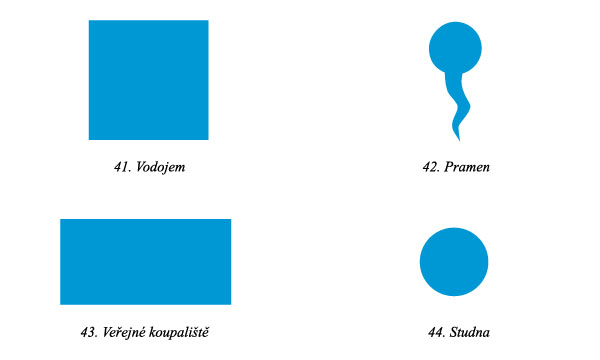 41. Vodojem
42. Pramen
43. Veřejné koupaliště
44. Studna